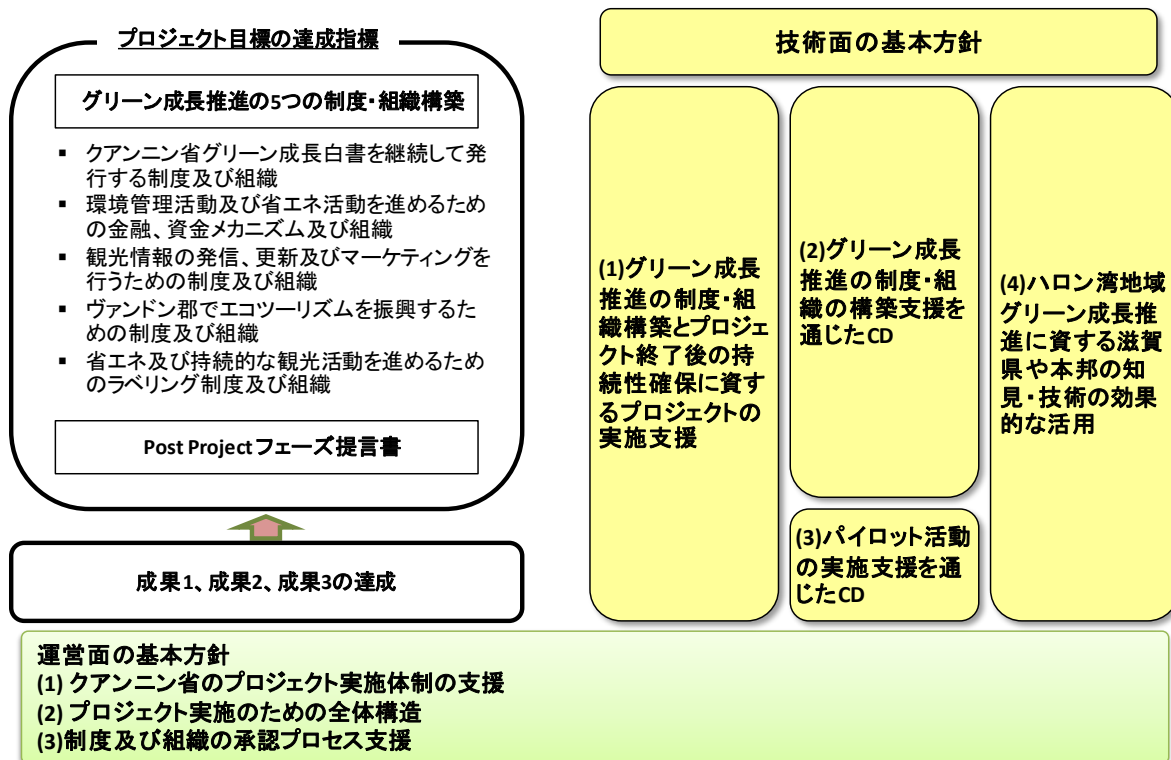 プロジェクト目標の達成指標
グリーン成長推進の5つの制度・組織構築
▪ クアンニン省グリーン成長白書を継続して発
行する制度及び組織
▪ 環境管理活動及び省エネ活動を進めるため
の金融、資金メカニズム及び組織
▪ 観光情報の発信、更新及びマーケティングを
行うための制度及び組織
▪ ヴァンドン郡でエコツーリズムを振興するた
めの制度及び組織
▪ 省エネ及び持続的な観光活動を進めるため
のラベリング制度及び組織
Post Projectフェーズ提言書
成果1、成果2、成果3の達成
技術面の基本方針
(1)グリーン成長
推進の制度・組
織構築とプロジェ
クト終了後の持
続性確保に資す
るプロジェクトの
実施支援
(2)グリーン成長
推進の制度・組
織の構築支援を
通じたCD
(3)パイロット活動
の実施支援を通
じたCD
(4)ハロン湾地域
グリーン成長推
進に資する滋賀
県や本邦の知
見・技術の効果
的な活用
運営面の基本方針
(1) クアンニン省のプロジェクト実施体制の支援
(2) プロジェクト実施のための全体構造
(3)制度及び組織の承認プロセス支援